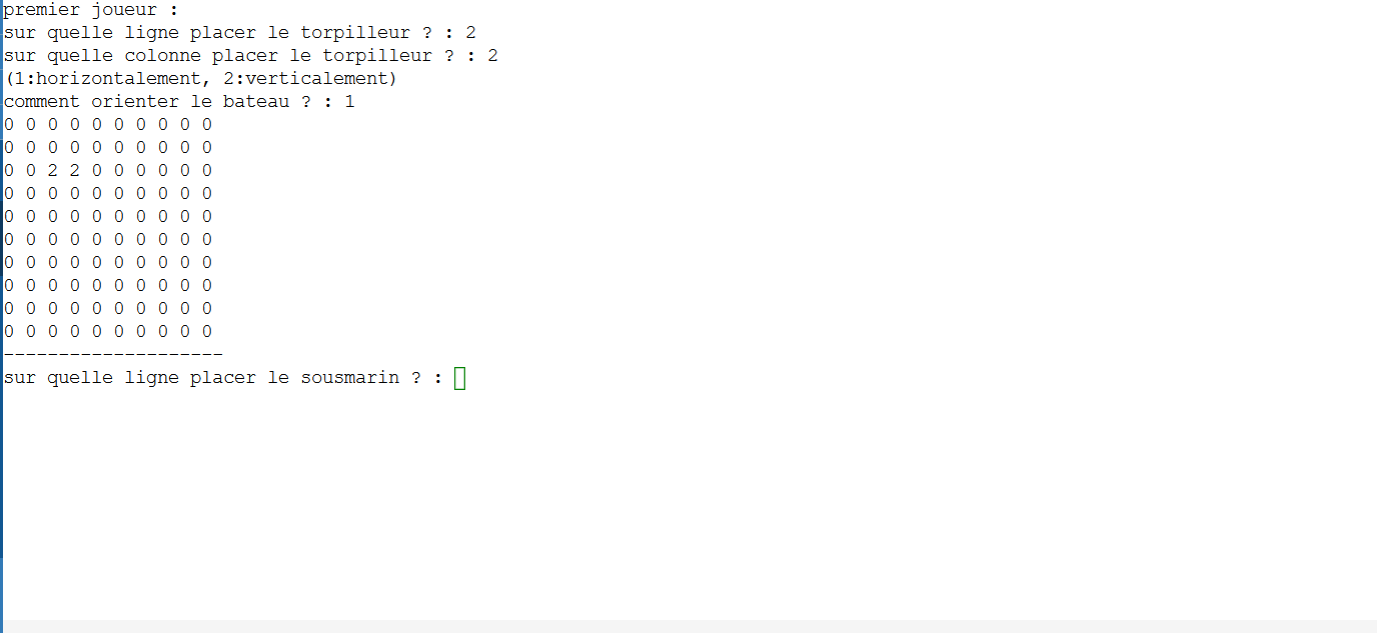 premier joueur :
sur quelle ligne placer le torpilleur ? : 2
sur quelle colonne placer le torpilleur ? : 2
(1:horizontalement, 2:verticalement)
comment orienter le bateau ? : 1
0 0 0 0 0 0 0 0 0 0
0 0 0 0 0 0 0 0 0 0
0 0 2 2 0 0 0 0 0 0
0 0 0 0 0 0 0 0 0 0
0 0 0 0 0 0 0 0 0 0
0 0 0 0 0 0 0 0 0 0
0 0 0 0 0 0 0 0 0 0
0 0 0 0 0 0 0 0 0 0
0 0 0 0 0 0 0 0 0 0
0 0 0 0 0 0 0 0 0 0
--------------------
sur quelle ligne placer le sousmarin ? :